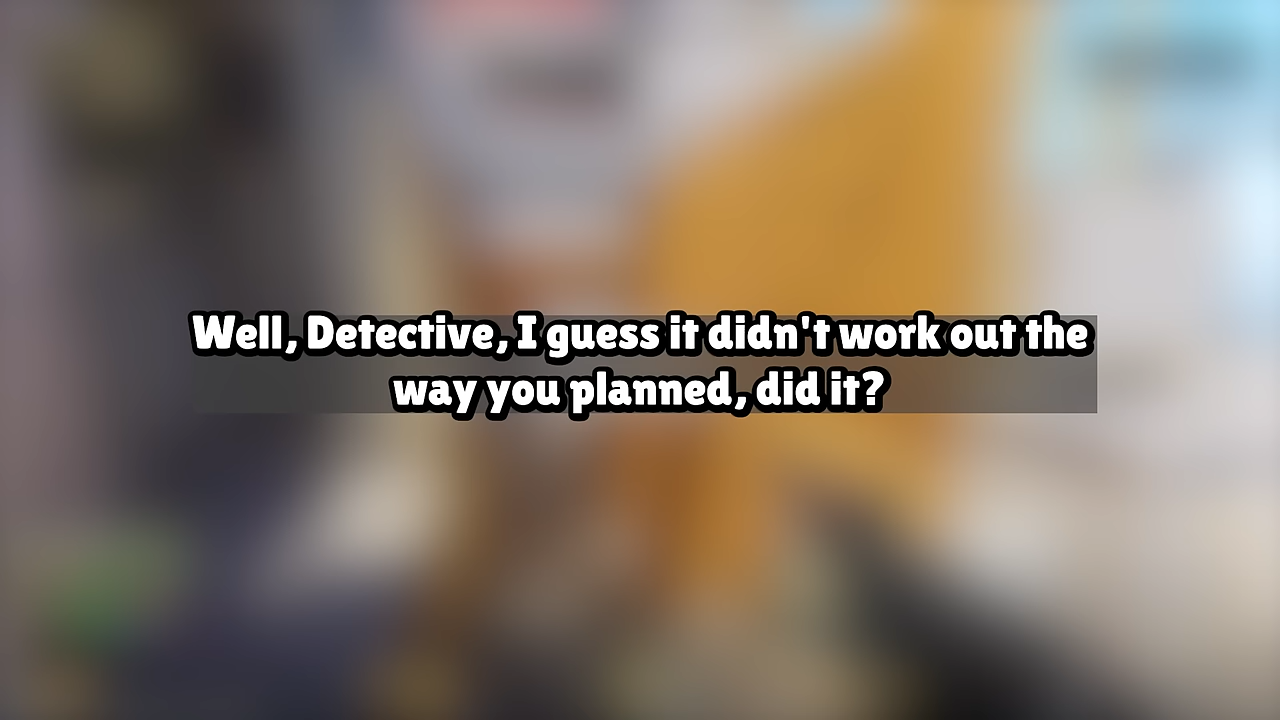 Well, Detective, I guess it didn't work out the
way you planned, did it?